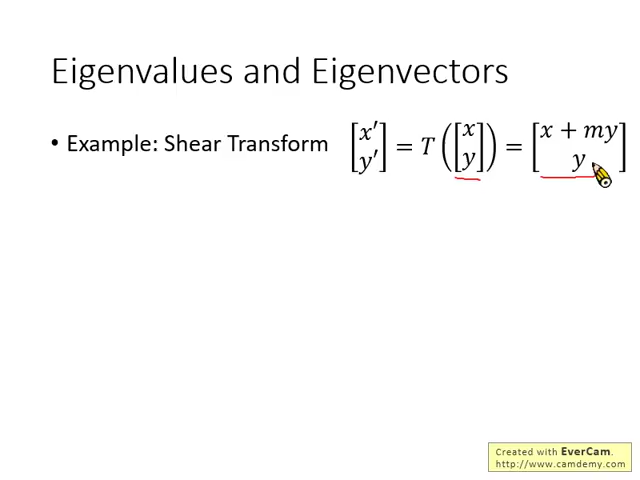 Eigenvalues and Eigenvectors
• Example: Shear Transform [x′ y′] = T([x y]) = [x + my y]
Created with EverCam.
http://www.camdemy.com